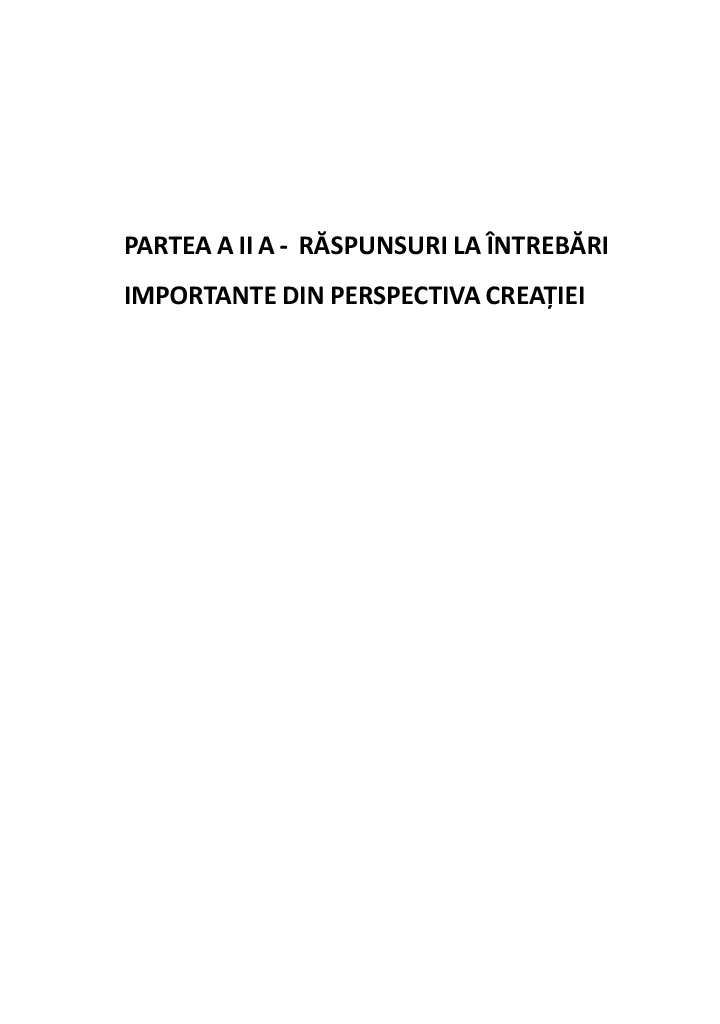 PARTEA A II A - RĂSPUNSURI LA ÎNTREBĂRI
IMPORTANTE DIN PERSPECTIVA CREAȚIEI